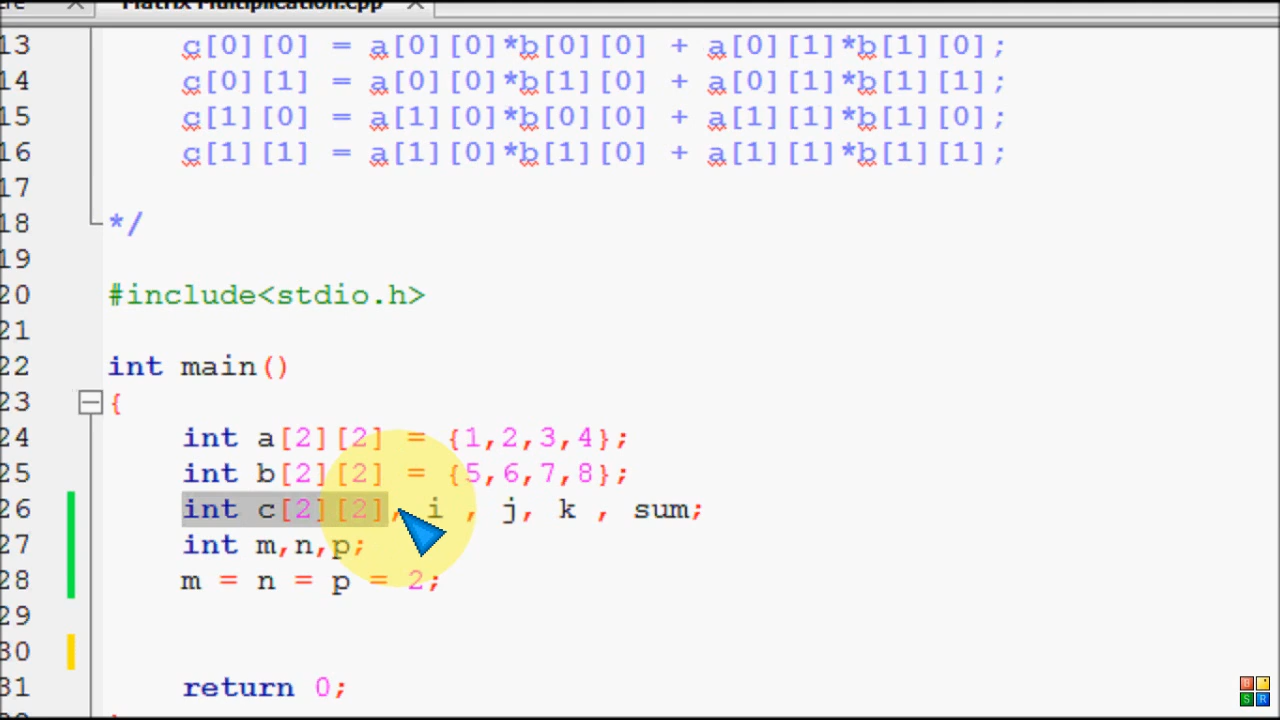 Matrix Multiplication.cpp
13 c[0][0] = a[0][0]*b[0][0] + a[0][1]*b[1][0];
14 c[0][1] = a[0][0]*b[1][0] + a[0][1]*b[1][1];
15 c[1][0] = a[1][0]*b[0][0] + a[1][1]*b[1][0];
16 c[1][1] = a[1][0]*b[1][0] + a[1][1]*b[1][1];
17
18 */
19
20 #include<stdio.h>
21
22 int main()
23 {
24 int a[2][2] = {1,2,3,4};
25 int b[2][2] = {5,6,7,8};
26 int c[2][2], i , j, k , sum;
27 int m,n,p;
28 m = n = p = 2;
29
30
31 return 0;